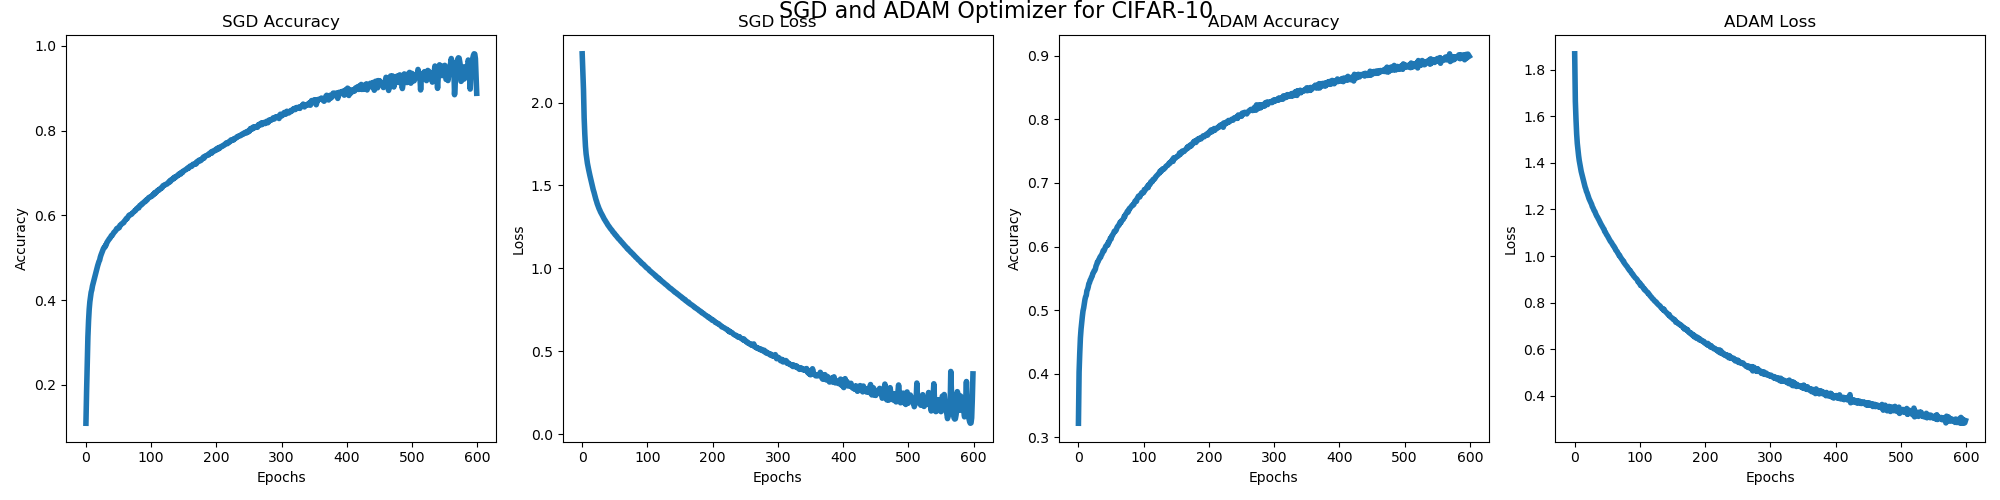 SGD and ADAM Optimizer for CIFAR-10
SGD Accuracy
1.0
0.8
0.6
0.4
0.2
Accuracy
0 100 200 300 400 500 600
Epochs
SGD Loss
2.0
1.5
1.0
0.5
0.0
Loss
0 100 200 300 400 500 600
Epochs
ADAM Accuracy
0.9
0.8
0.7
0.6
0.5
0.4
0.3
Accuracy
0 100 200 300 400 500 600
Epochs
ADAM Loss
1.8
1.6
1.4
1.2
1.0
0.8
0.6
0.4
Loss
0 100 200 300 400 500 600
Epochs